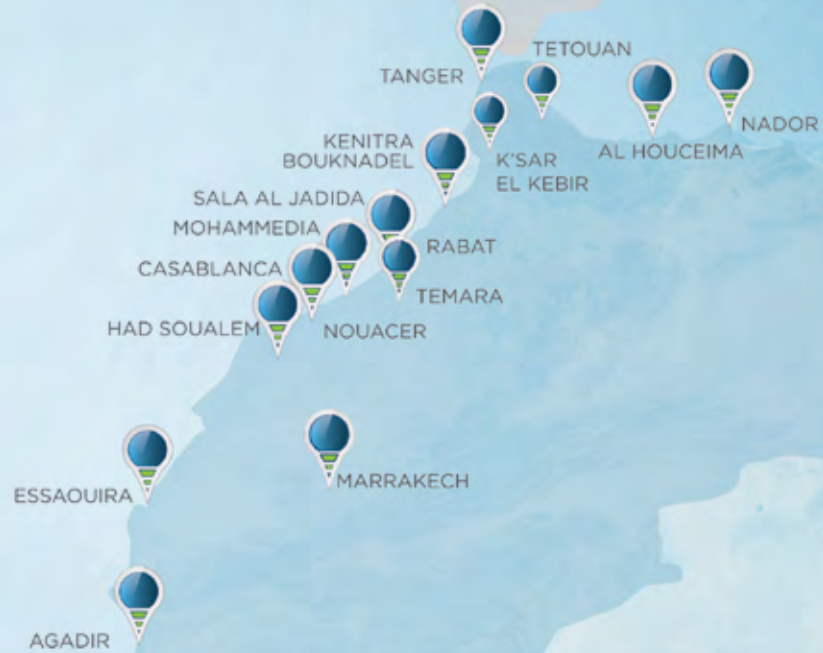 TETOUAN
TANGER
NADOR
KENITRA
BOUKNADEL
K'SAR
EL KEBIR
AL HOUCEIMA
SALA AL JADIDA
MOHAMMEDIA
RABAT
CASABLANCA
TEMARA
HAD SOUALEM
NOUACER
MARRAKECH
ESSAOUIRA
AGADIR